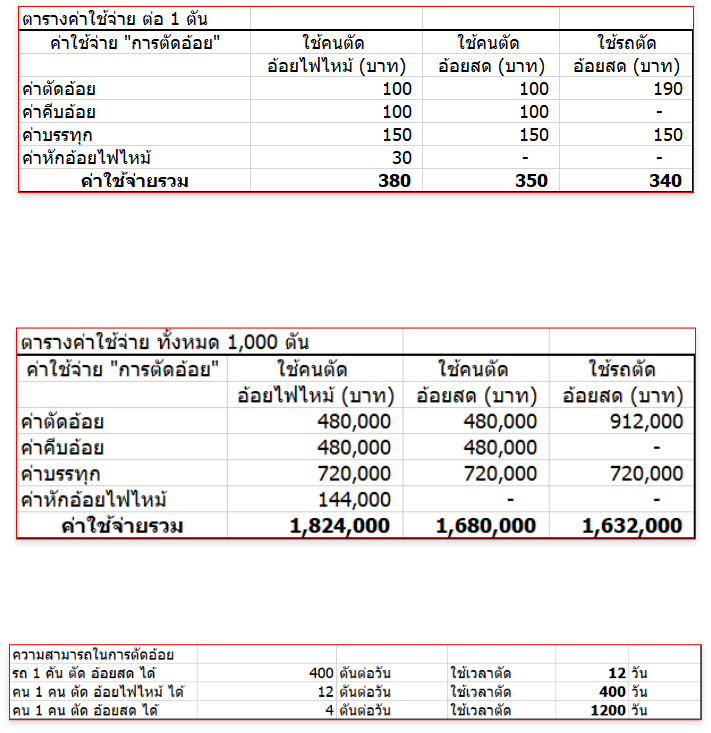 ตารางค่าใช้จ่าย ต่อ 1 ตัน
ค่าใช้จ่าย "การตัดอ้อย" ใช้คนตัด ใช้คนตัด ใช้รถตัด
อ้อยไฟไหม้ (บาท) อ้อยสด (บาท) อ้อยสด (บาท)
ค่าตัดอ้อย 100 100 190
ค่าคีบอ้อย 100 100 -
ค่าบรรทุก 150 150 150
ค่าหักอ้อยไฟไหม้ 30 - -
ค่าใช้จ่ายรวม 380 350 340
ตารางค่าใช้จ่าย ทั้งหมด 1,000 ตัน
ค่าใช้จ่าย "การตัดอ้อย" ใช้คนตัด ใช้คนตัด ใช้รถตัด
อ้อยไฟไหม้ (บาท) อ้อยสด (บาท) อ้อยสด (บาท)
ค่าตัดอ้อย 480,000 480,000 912,000
ค่าคีบอ้อย 480,000 480,000 -
ค่าบรรทุก 720,000 720,000 720,000
ค่าหักอ้อยไฟไหม้ 144,000 - -
ค่าใช้จ่ายรวม 1,824,000 1,680,000 1,632,000
ความสามารถในการตัดอ้อย
รถ 1 คัน ตัด อ้อยสด ได้ 400 ตันต่อวัน ใช้เวลาตัด 12 วัน
คน 1 คน ตัด อ้อยไฟไหม้ ได้ 12 ตันต่อวัน ใช้เวลาตัด 400 วัน
คน 1 คน ตัด อ้อยสด ได้ 4 ตันต่อวัน ใช้เวลาตัด 1200 วัน